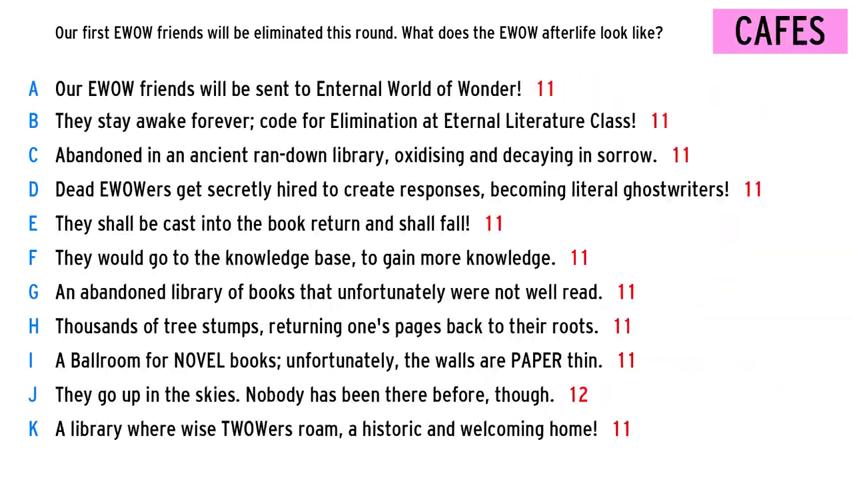 Our first EWOW friends will be eliminated this round. What does the EWOW afterlife look like?
CAFES
A Our EWOW friends will be sent to Enternal World of Wonder! 11
B They stay awake forever; code for Elimination at Eternal Literature Class! 11
C Abandoned in an ancient ran-down library, oxidising and decaying in sorrow. 11
D Dead EWOWers get secretly hired to create responses, becoming literal ghostwriters! 11
E They shall be cast into the book return and shall fall! 11
F They would go to the knowledge base, to gain more knowledge. 11
G An abandoned library of books that unfortunately were not well read. 11
H Thousands of tree stumps, returning one's pages back to their roots. 11
I A Ballroom for NOVEL books; unfortunately, the walls are PAPER thin. 11
J They go up in the skies. Nobody has been there before, though. 12
K A library where wise TWOWers roam, a historic and welcoming home! 11